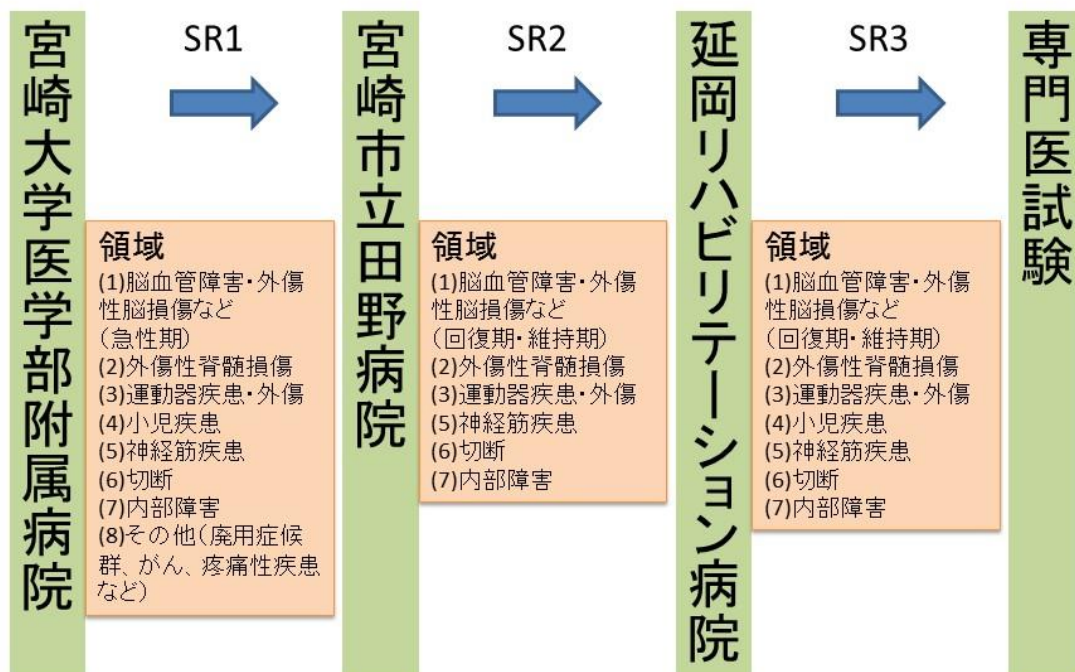 宮崎大学医学部附属病院
SR1
領域
(1)脳血管障害・外傷
性脳損傷など
(急性期)
(2)外傷性脊髄損傷
(3)運動器疾患・外傷
(4)小児疾患
(5)神経筋疾患
(6)切断
(7)内部障害
(8)その他(廃用症候
群、がん、疼痛性疾患
など)
宮崎市立田野病院
SR2
領域
(1)脳血管障害・外傷
性脳損傷など
(回復期・維持期)
(2)外傷性脊髄損傷
(3)運動器疾患・外傷
(5)神経筋疾患
(6)切断
(7)内部障害
延岡リハビリテーション病院
SR3
領域
(1)脳血管障害・外傷
性脳損傷など
(回復期・維持期)
(2)外傷性脊髄損傷
(3)運動器疾患・外傷
(4)小児疾患
(5)神経筋疾患
(6)切断
(7)内部障害
専門医試験